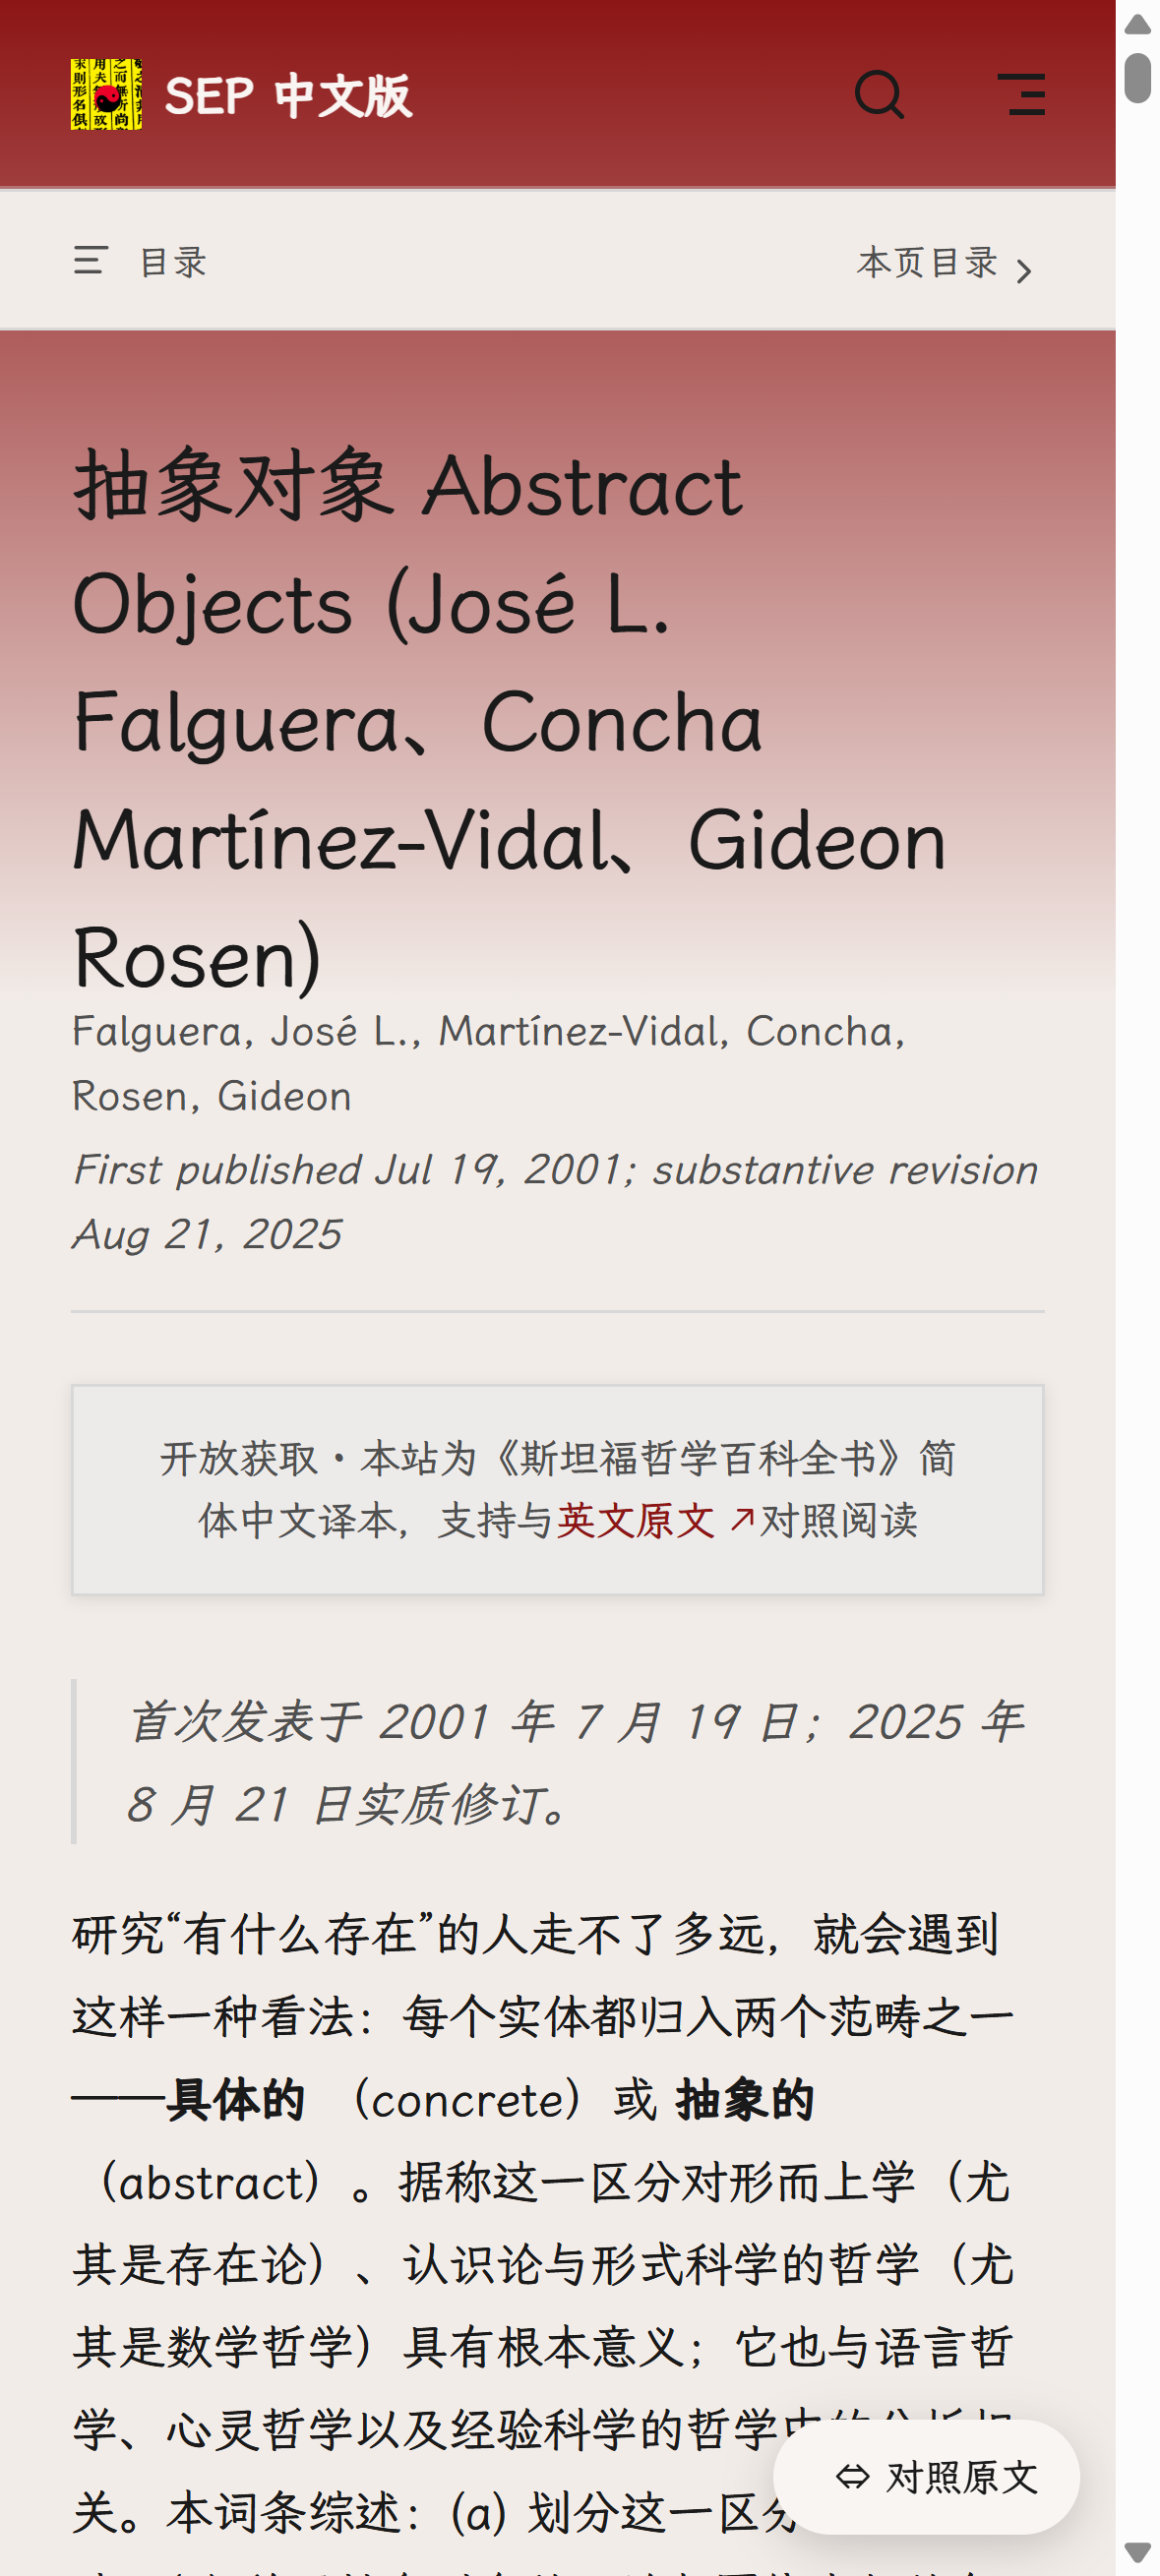 SEP 中文版
目录
本页目录
抽象对象 Abstract
Objects (José L.
Falguera、Concha
Martínez-Vidal、Gideon
Rosen)
Falguera, José L., Martínez-Vidal, Concha,
Rosen, Gideon
First published Jul 19, 2001; substantive revision
Aug 21, 2025
开放获取・本站为《斯坦福哲学百科全书》简
体中文译本，支持与英文原文 ↗对照阅读
首次发表于 2001 年 7 月 19 日；2025 年
8 月 21 日实质修订。
研究“有什么存在”的人走不了多远，就会遇到
这样一种看法：每个实体都归入两个范畴之一
——具体的 （concrete）或 抽象的
（abstract）。据称这一区分对形而上学（尤
其是存在论）、认识论与形式科学的哲学（尤
其是数学哲学）具有根本意义；它也与语言哲
学、心灵哲学以及经验科学的哲学
关。本词条综述：(a) 划分这一区
对照原文